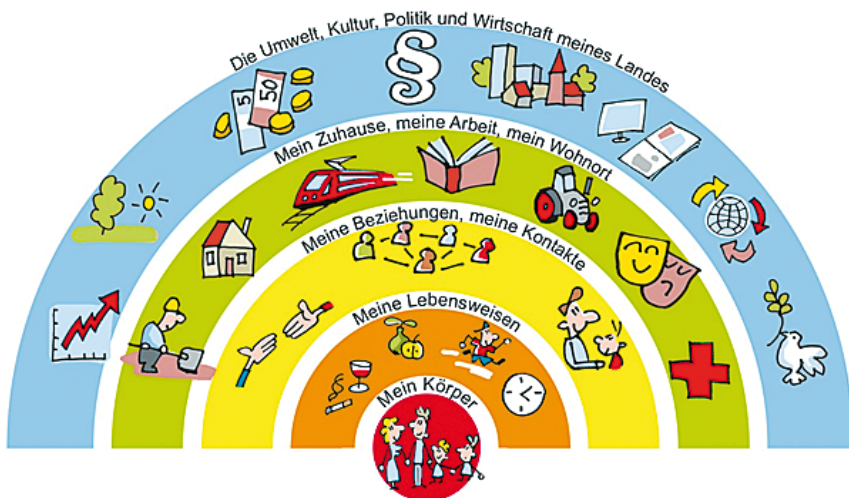 Die Umwelt, Kultur, Politik und Wirtschaft meines Landes
5
50
§
Mein Zuhause, meine Arbeit, mein Wohnort
Meine Beziehungen, meine Kontakte
Meine Lebensweisen
Mein Körper